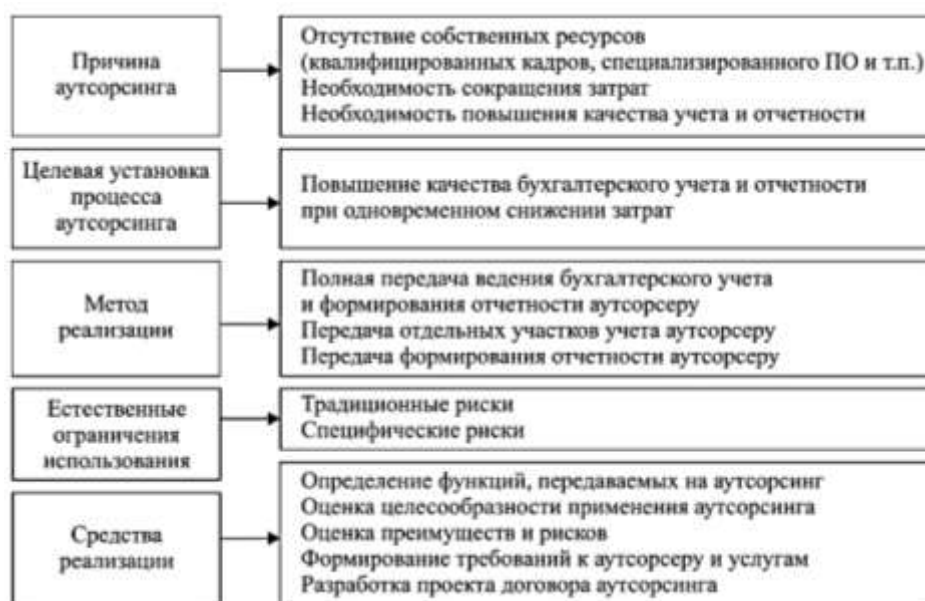 Причина
аутсорсинга
Отсутствие собственных ресурсов
(квалифицированных кадров, специализированного ПО и т.п.)
Необходимость сокращения затрат
Необходимость повышения качества учета и отчетности
Целевая установка
процесса
аутсорсинга
Повышение качества бухгалтерского учета и отчетности
при одновременном снижении затрат
Метод
реализации
Полная передача ведения бухгалтерского учета
и формирования отчетности аутсорсеру
Передача отдельных участков учета аутсорсеру
Передача формирования отчетности аутсорсеру
Естественные
ограничения
использования
Традиционные риски
Специфические риски
Средства
реализации
Определение функций, передаваемых на аутсорсинг
Оценка целесообразности применения аутсорсинга
Оценка преимуществ и рисков
Формирование требований к аутсорсеру и услугам
Разработка проекта договора аутсорсинга